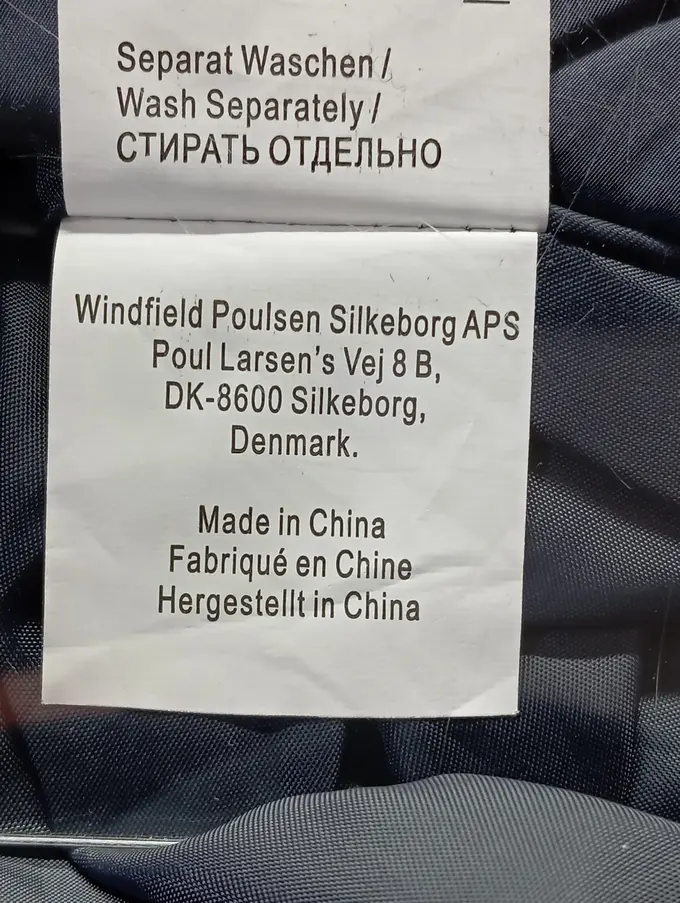 Separat Waschen /
Wash Separately /
СТИРАТЬ ОТДЕЛЬНО
Windfield Poulsen Silkeborg APS
Poul Larsen's Vej 8 B,
DK-8600 Silkeborg,
Denmark.
Made in China
Fabriqué en Chine
Hergestellt in China